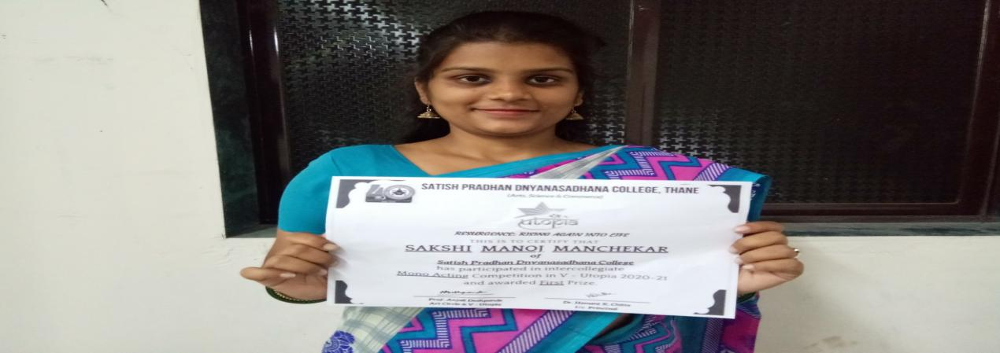 40
SATISH PRADHAN DNYANASADHANA COLLEGE, THANE
(Arts, Science & Commerce)
utopia
RESURGENCE: RISING AGAIN INTO LIFE
THIS IS TO CERTIFY THAT
SAKSHI MANOJ MANCHEKAR
of
Satish Pradhan Dnyanasadhana College
has participated in intercollegiate
Mono Acting Competition in V - Utopia 2020-21
and awarded First Prize.
Prof. Anjali Deshpande
Art Circle & V - Utopia
Dr. Hemant K. Chitte
I/c. Principal